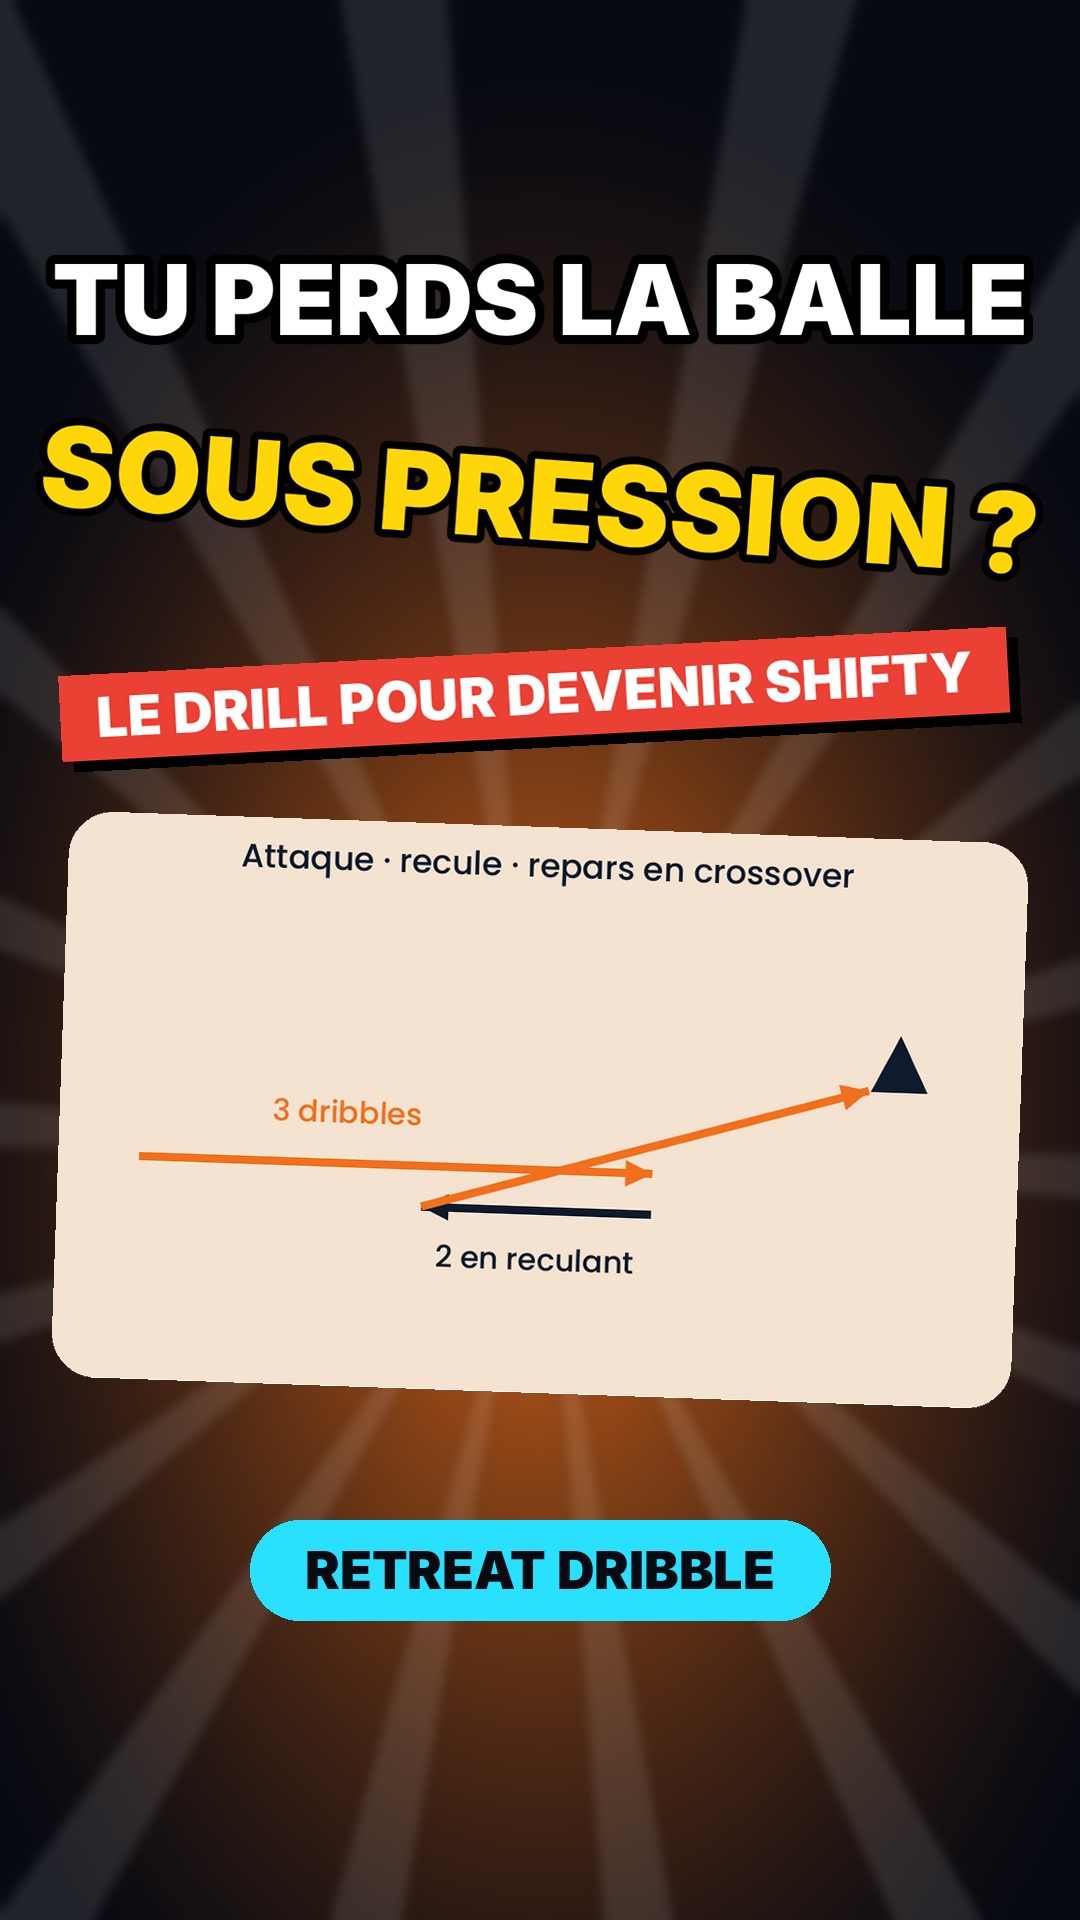 TU PERDS LA BALLE
SOUS PRESSION ?
LE DRILL POUR DEVENIR SHIFTY
Attaque · recule · repars en crossover
3 dribbles
2 en reculant
RETREAT DRIBBLE